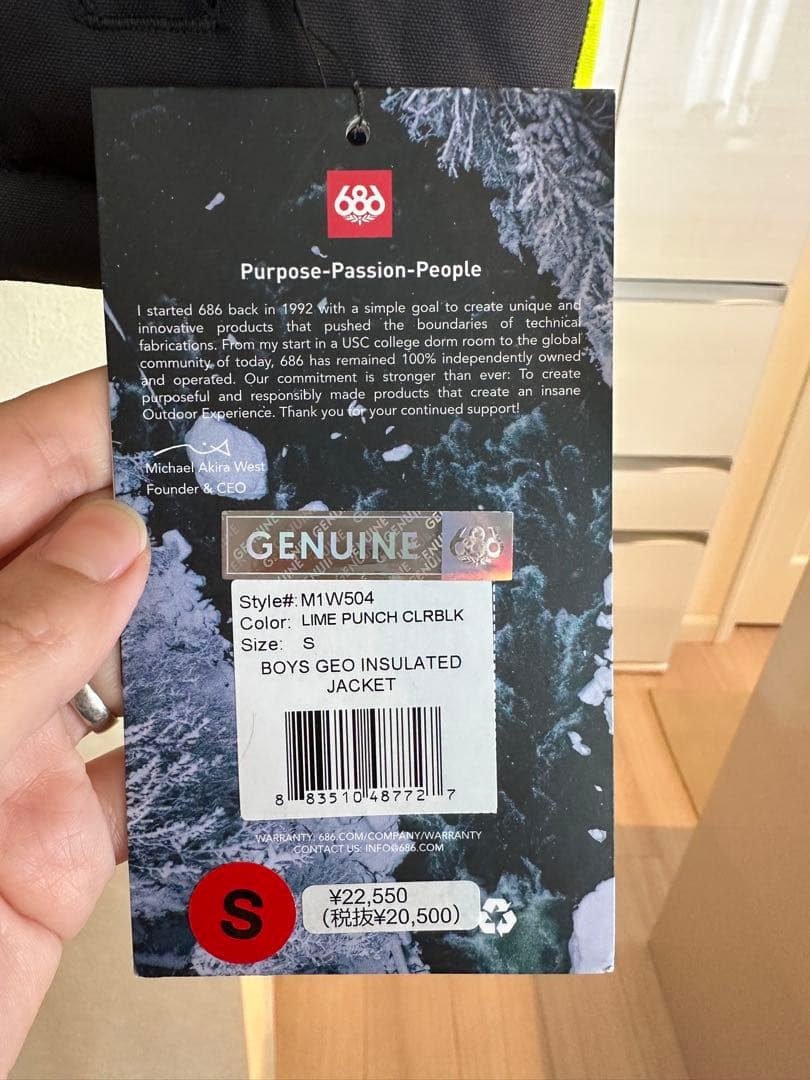 686
Purpose-Passion-People
I started 686 back in 1992 with a simple goal to create unique and
innovative products that pushed the boundaries of technical
fabrications. From my start in a USC college dorm room to the global
community of today, 686 has remained 100% independently owned
and operated. Our commitment is stronger than ever: To create
purposeful and responsibly made products that create an insane
Outdoor Experience. Thank you for your continued support!
Michael Akira West
Founder & CEO
GENUINE 686
Style#: M1W504
Color: LIME PUNCH CLRBLK
Size: S
BOYS GEO INSULATED
JACKET
8 83510 48772 7
WARRANTY: 686.COM/COMPANY/WARRANTY
CONTACT US: INFO@686.COM
S
¥22,550
(税抜¥20,500)